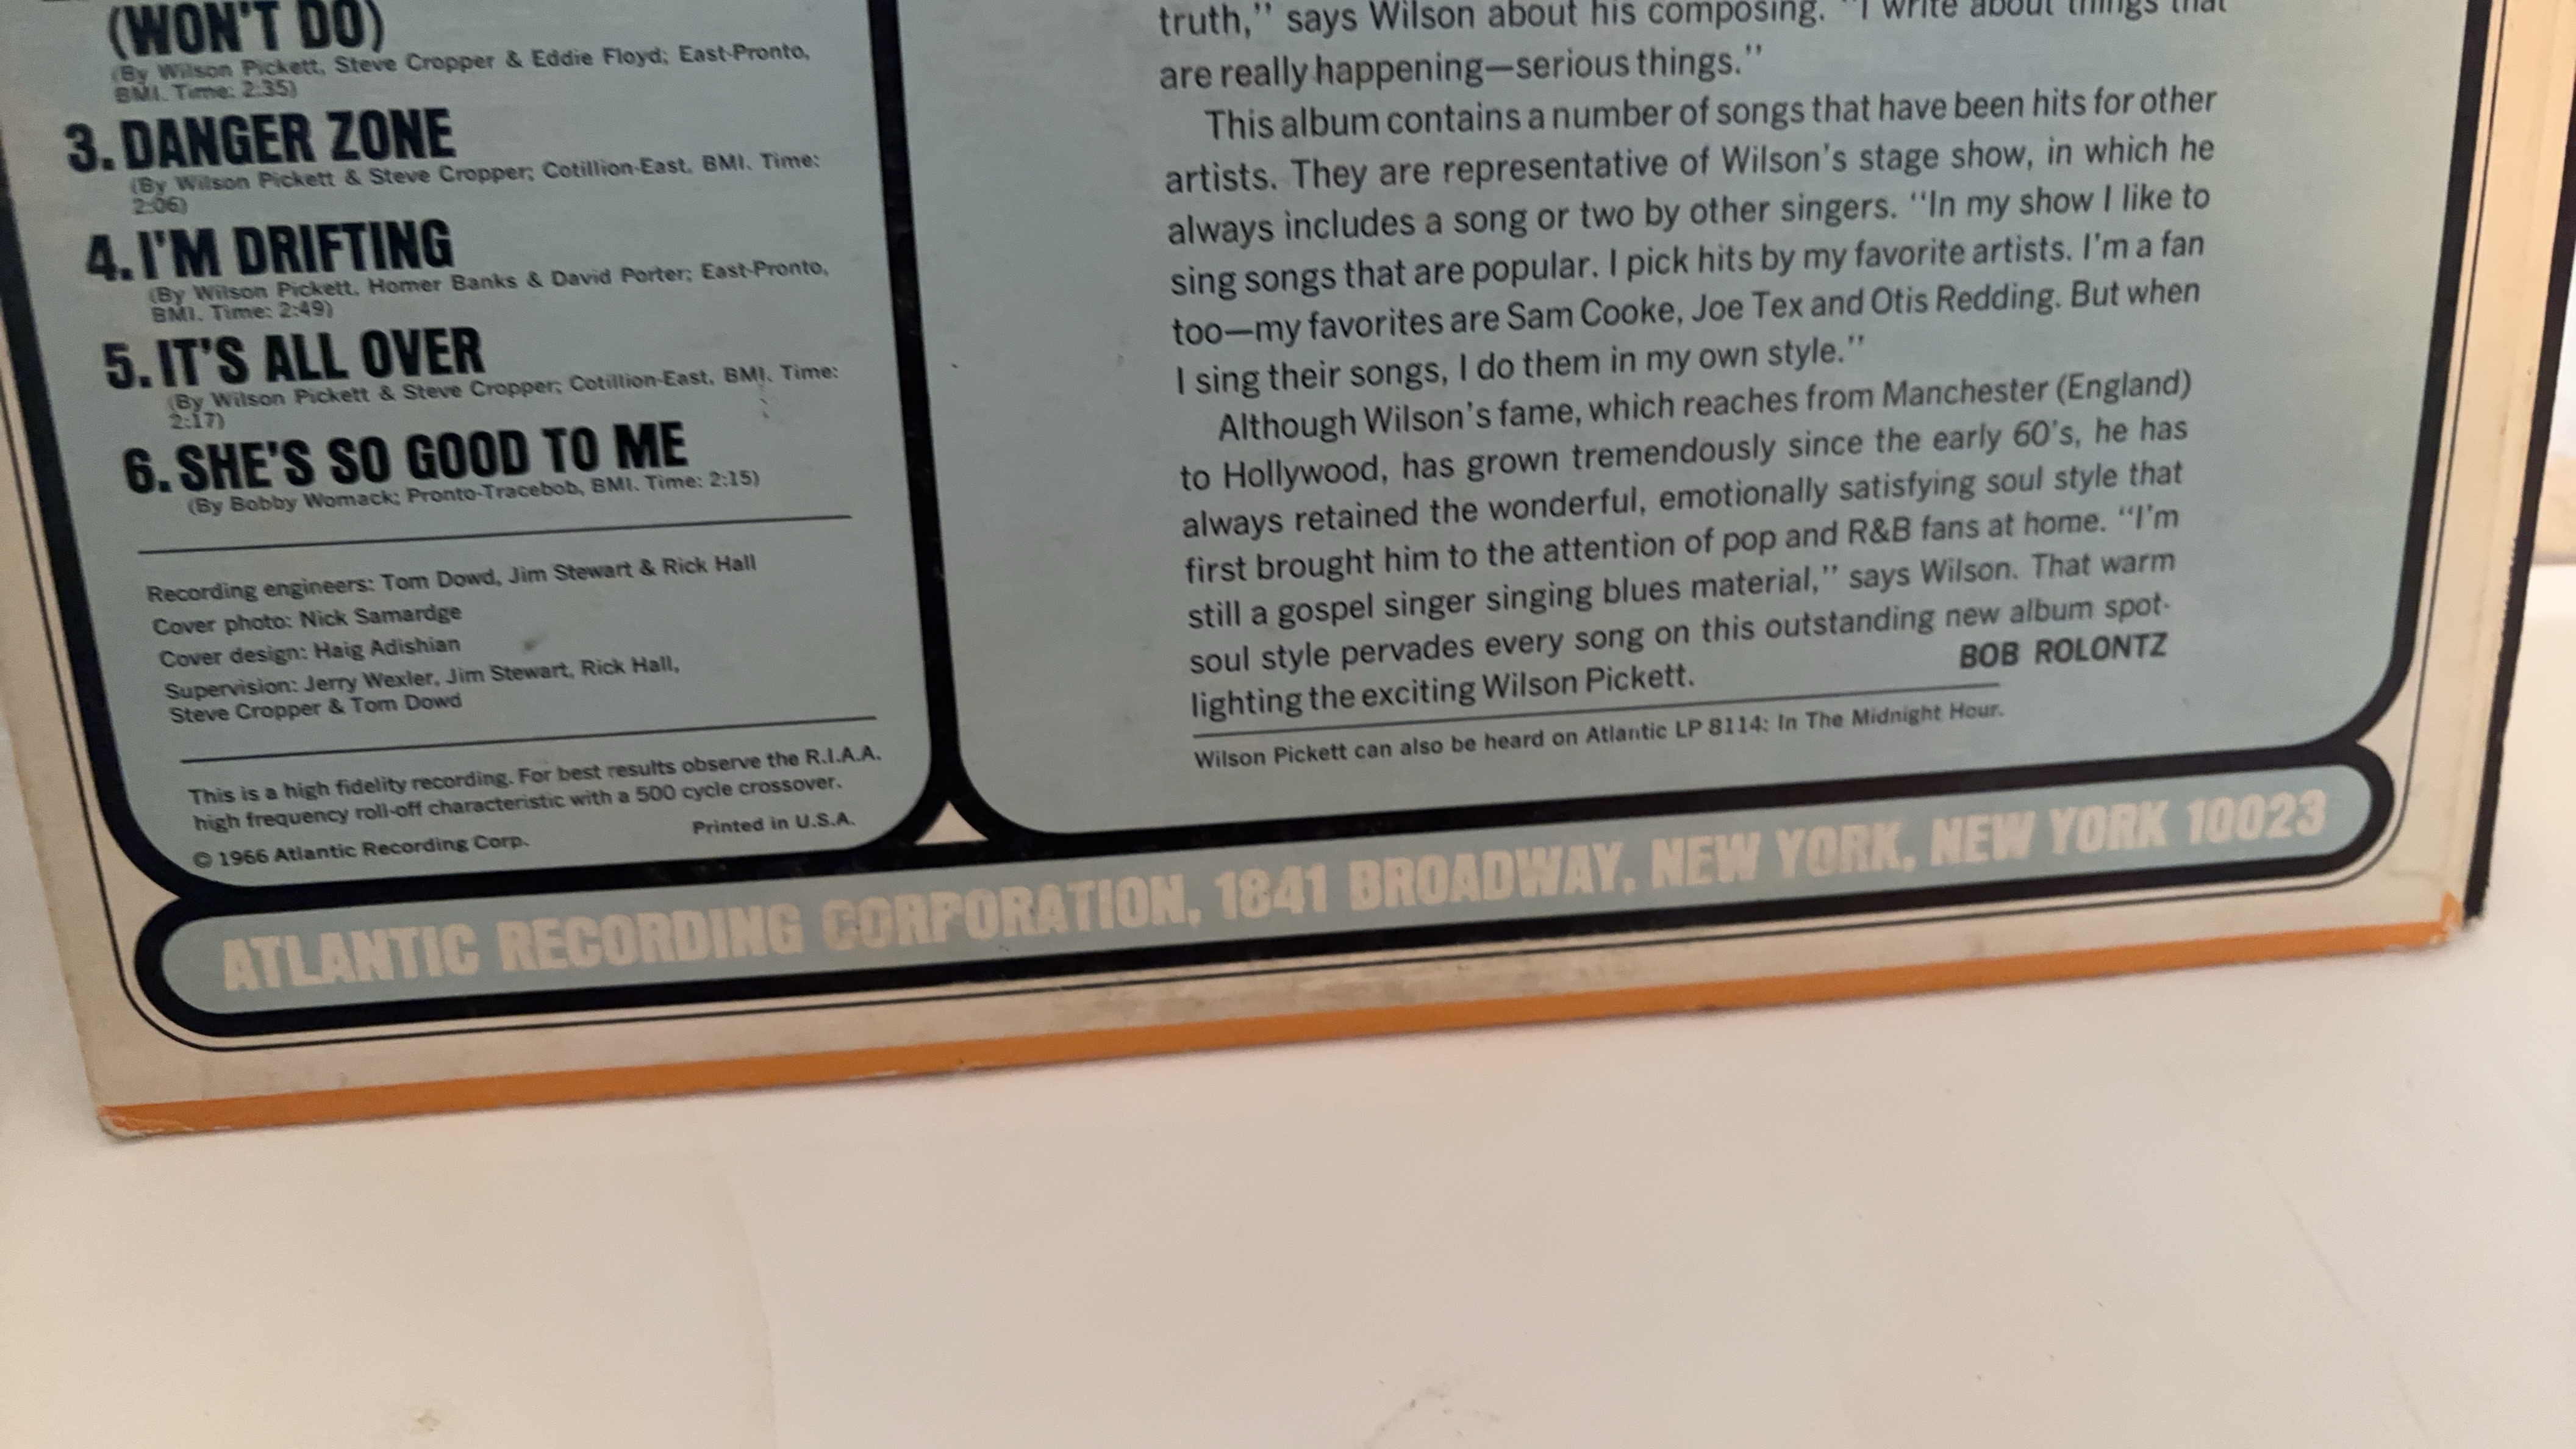 (WON'T DO)
(By Wilson Pickett, Steve Cropper & Eddie Floyd; East-Pronto,
BMI. Time: 2:35)
3. DANGER ZONE
(By Wilson Pickett & Steve Cropper; Cotillion-East, BMI. Time:
2:06)
4. I'M DRIFTING
(By Wilson Pickett, Homer Banks & David Porter; East-Pronto,
BMI. Time: 2:49)
5. IT'S ALL OVER
(By Wilson Pickett & Steve Cropper; Cotillion-East, BMI. Time:
2:17)
6. SHE'S SO GOOD TO ME
(By Bobby Womack; Pronto-Tracebob, BMI. Time: 2:15)
Recording engineers: Tom Dowd, Jim Stewart & Rick Hall
Cover photo: Nick Samardge
Cover design: Haig Adishian
Supervision: Jerry Wexler, Jim Stewart, Rick Hall,
Steve Cropper & Tom Dowd
This is a high fidelity recording. For best results observe the R.I.A.A.
high frequency roll-off characteristic with a 500 cycle crossover.
© 1966 Atlantic Recording Corp. Printed in U.S.A.
truth," says Wilson about his composing. "I write about things that
are really happening—serious things."
This album contains a number of songs that have been hits for other
artists. They are representative of Wilson's stage show, in which he
always includes a song or two by other singers. "In my show I like to
sing songs that are popular. I pick hits by my favorite artists. I'm a fan
too—my favorites are Sam Cooke, Joe Tex and Otis Redding. But when
I sing their songs, I do them in my own style."
Although Wilson's fame, which reaches from Manchester (England)
to Hollywood, has grown tremendously since the early 60's, he has
always retained the wonderful, emotionally satisfying soul style that
first brought him to the attention of pop and R&B fans at home. "I'm
still a gospel singer singing blues material," says Wilson. That warm
soul style pervades every song on this outstanding new album spot-
lighting the exciting Wilson Pickett.
BOB ROLONTZ
Wilson Pickett can also be heard on Atlantic LP 8114: In The Midnight Hour.
ATLANTIC RECORDING CORPORATION, 1841 BROADWAY, NEW YORK, NEW YORK 10023